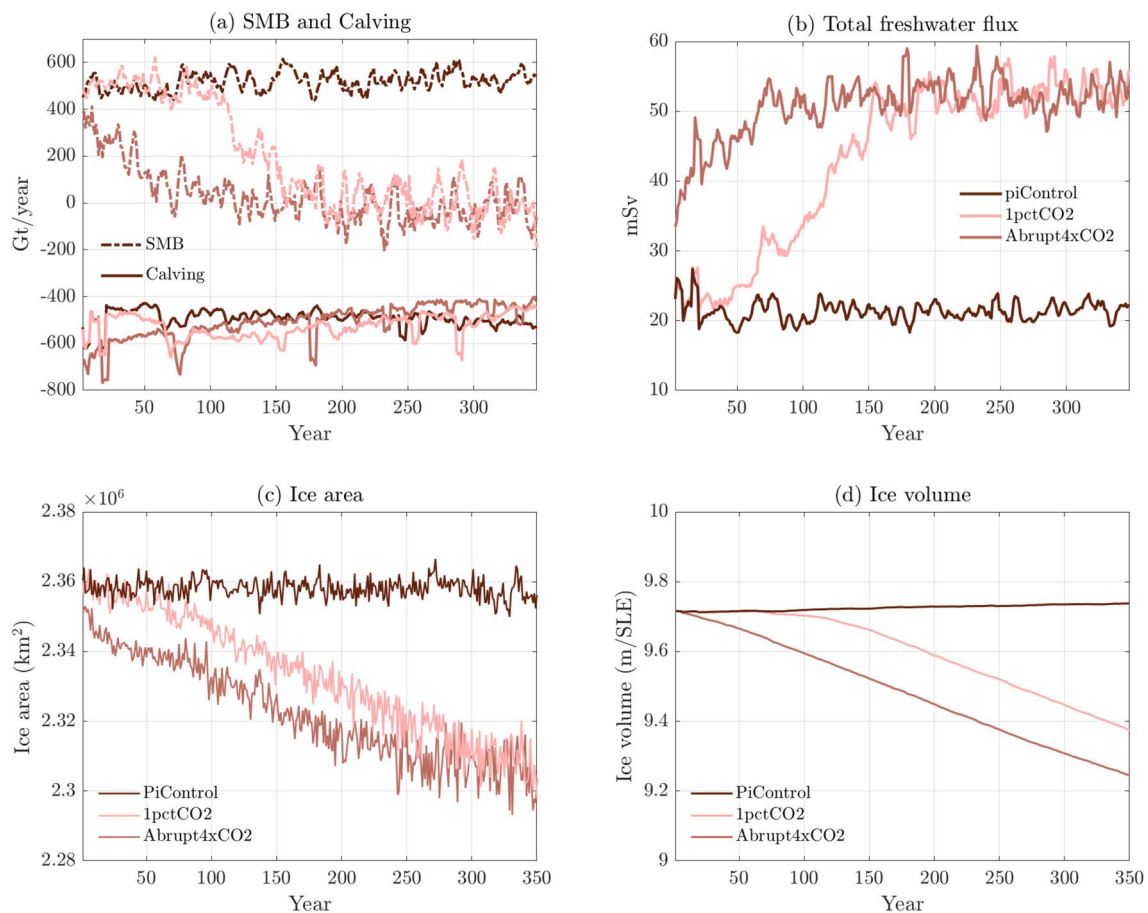 (a) SMB and Calving
600
400
200
0
-200
-400
-600
-800
Gt/year
SMB
Calving
50 100 150 200 250 300
Year
(b) Total freshwater flux
60
50
40
30
20
10
mSv
piControl
1pctCO2
Abrupt4xCO2
50 100 150 200 250 300
Year
(c) Ice area
×10⁶
2.38
2.36
2.34
2.32
2.3
2.28
Ice area (km²)
PiControl
1pctCO2
Abrupt4xCO2
50 100 150 200 250 300 350
Year
(d) Ice volume
10
9.8
9.6
9.4
9.2
9
Ice volume (m/SLE)
PiControl
1pctCO2
Abrupt4xCO2
50 100 150 200 250 300 350
Year